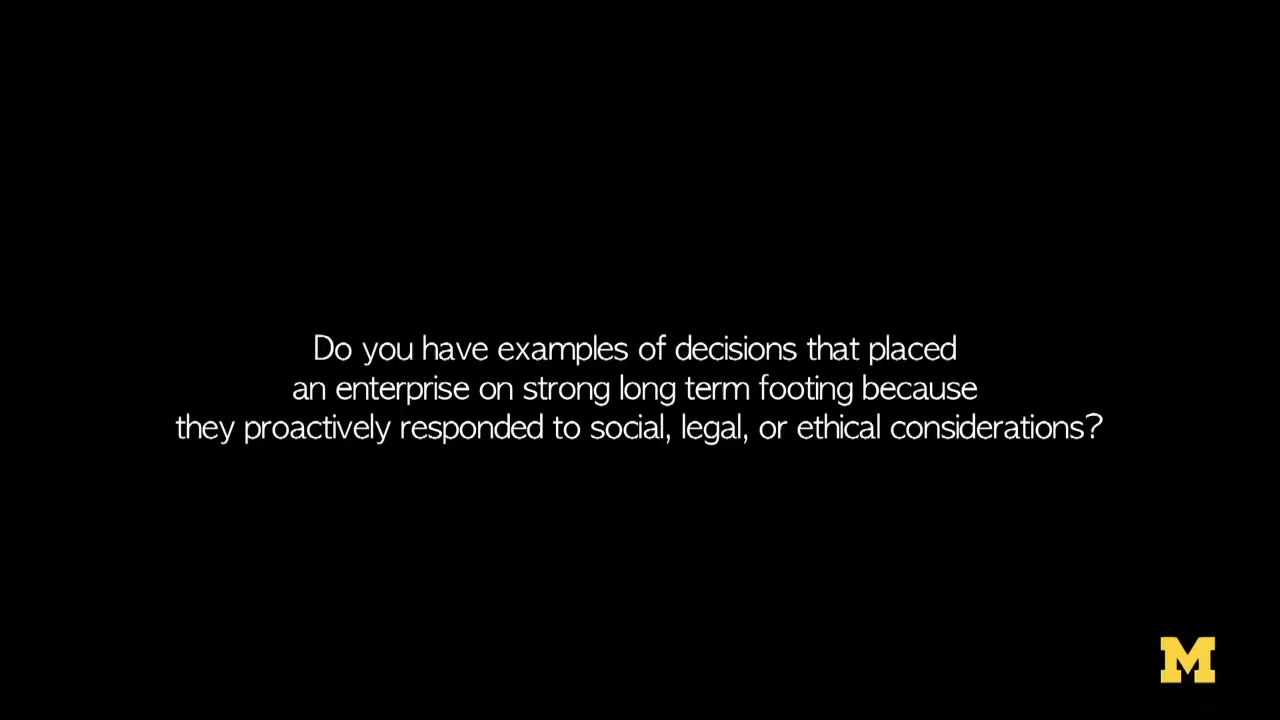 Do you have examples of decisions that placed
an enterprise on strong long term footing because
they proactively responded to social, legal, or ethical considerations?
M